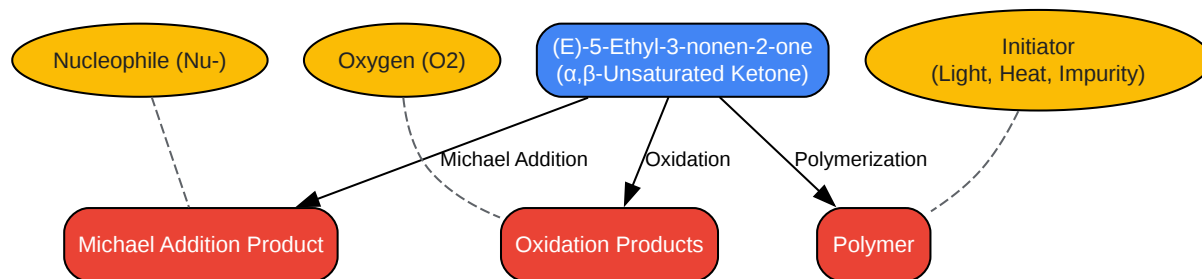 Nucleophile (Nu-)
Oxygen (O2)
(E)-5-Ethyl-3-nonen-2-one
(α,β-Unsaturated Ketone)
Initiator
(Light, Heat, Impurity)
Michael Addition
Oxidation
Polymerization
Michael Addition Product
Oxidation Products
Polymer